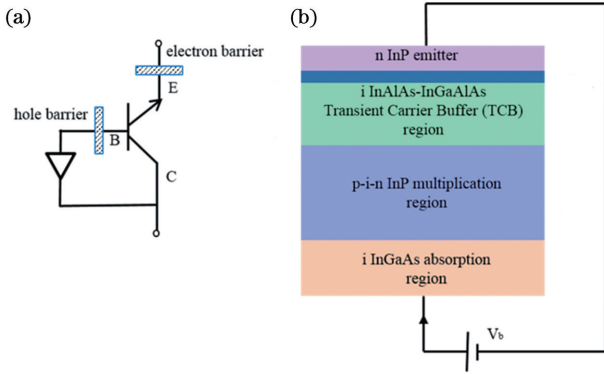 (a)
electron barrier
E
hole barrier
B
C
(b)
n InP emitter
i InAlAs-InGaAlAs
Transient Carrier Buffer (TCB)
region
p-i-n InP multiplication
region
i InGaAs absorption
region
V_b